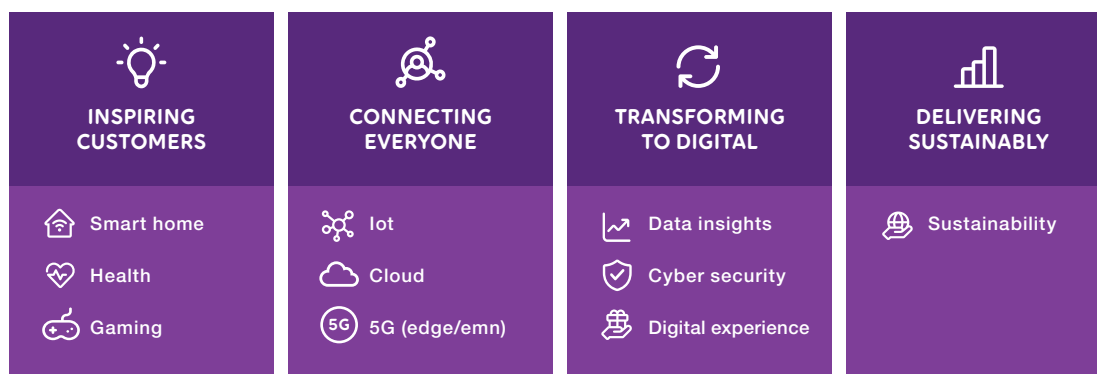 INSPIRING
CUSTOMERS
Smart home
Health
Gaming
CONNECTING
EVERYONE
Iot
Cloud
5G
5G (edge/emn)
TRANSFORMING
TO DIGITAL
Data insights
Cyber security
Digital experience
DELIVERING
SUSTAINABLY
Sustainability